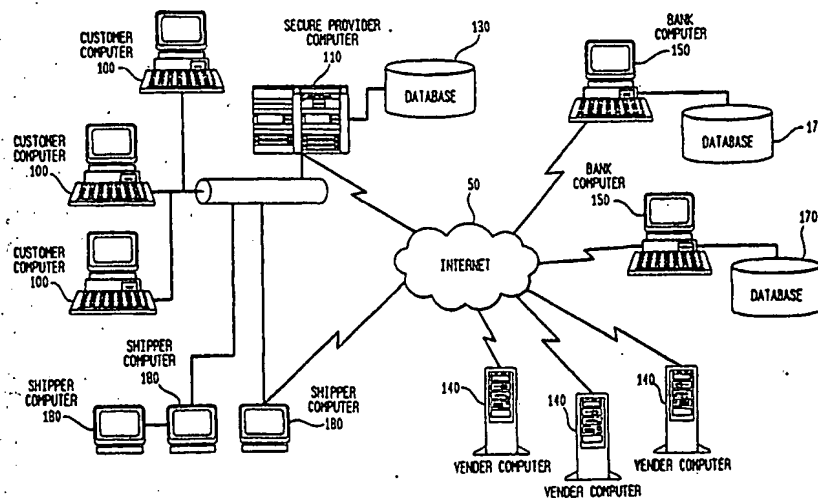 CUSTOMER
COMPUTER
100
SECURE PROVIDER
COMPUTER
110
130
DATABASE
BANK
COMPUTER
150
DATABASE
17
CUSTOMER
COMPUTER
100
50
INTERNET
BANK
COMPUTER
150
170
DATABASE
CUSTOMER
COMPUTER
100
SHIPPER
COMPUTER
180
SHIPPER
COMPUTER
180
SHIPPER
COMPUTER
180
140
VENDER COMPUTER
140
VENDER COMPUTER
140
VENDER COMPUTER